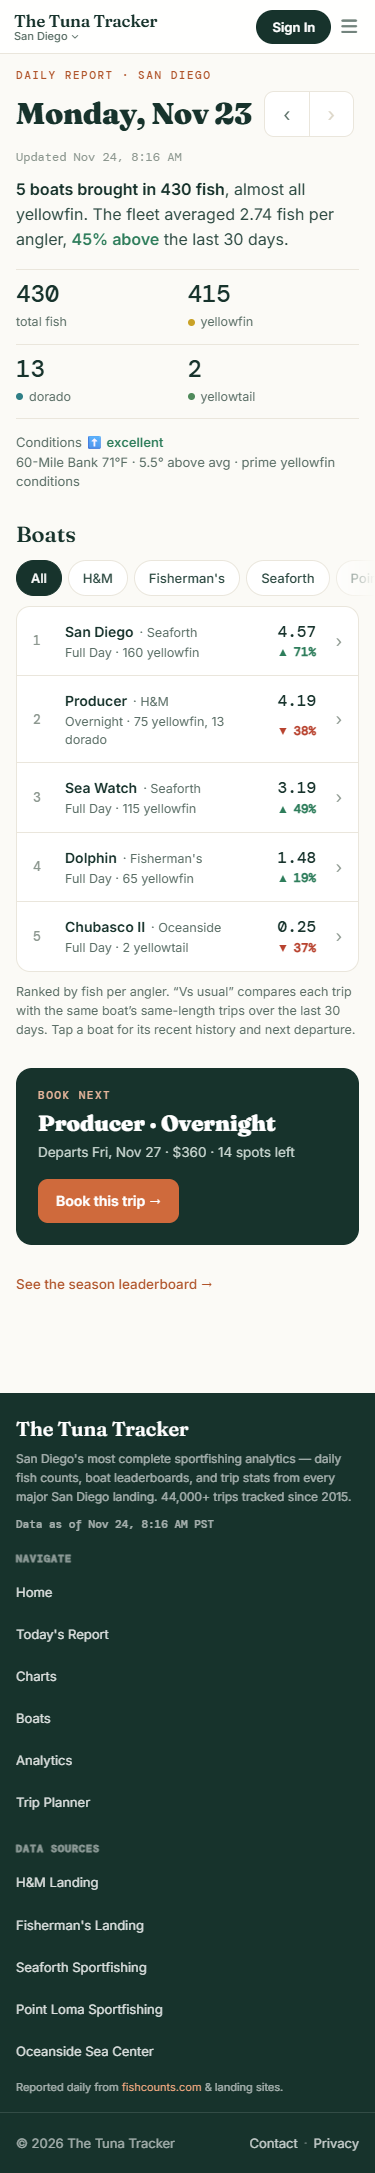 The Tuna Tracker
San Diego
Sign In
DAILY REPORT · SAN DIEGO
Monday, Nov 23
Updated Nov 24, 8:16 AM
5 boats brought in 430 fish, almost all
yellowfin. The fleet averaged 2.74 fish per
angler, 45% above the last 30 days.
430
total fish
415
yellowfin
13
dorado
2
yellowtail
Conditions ⬆️ excellent
60-Mile Bank 71°F · 5.5° above avg · prime yellowfin
conditions
Boats
All
H&M
Fisherman's
Seaforth
1
San Diego · Seaforth
4.57
Full Day · 160 yellowfin
▲ 71%
2
Producer · H&M
4.19
Overnight · 75 yellowfin, 13
dorado
▼ 38%
3
Sea Watch · Seaforth
3.19
Full Day · 115 yellowfin
▲ 49%
4
Dolphin · Fisherman's
1.48
Full Day · 65 yellowfin
▲ 19%
5
Chubasco II · Oceanside
0.25
Full Day · 2 yellowtail
▼ 37%
Ranked by fish per angler. “Vs usual” compares each trip
with the same boat’s same-length trips over the last 30
days. Tap a boat for its recent history and next departure.
BOOK NEXT
Producer · Overnight
Departs Fri, Nov 27 · $360 · 14 spots left
Book this trip →
See the season leaderboard →
The Tuna Tracker
San Diego's most complete sportfishing analytics — daily
fish counts, boat leaderboards, and trip stats from every
major San Diego landing. 44,000+ trips tracked since 2015.
Data as of Nov 24, 8:16 AM PST
NAVIGATE
Home
Today's Report
Charts
Boats
Analytics
Trip Planner
DATA SOURCES
H&M Landing
Fisherman's Landing
Seaforth Sportfishing
Point Loma Sportfishing
Oceanside Sea Center
Reported daily from fishcounts.com & landing sites.
© 2026 The Tuna Tracker
Contact · Privacy